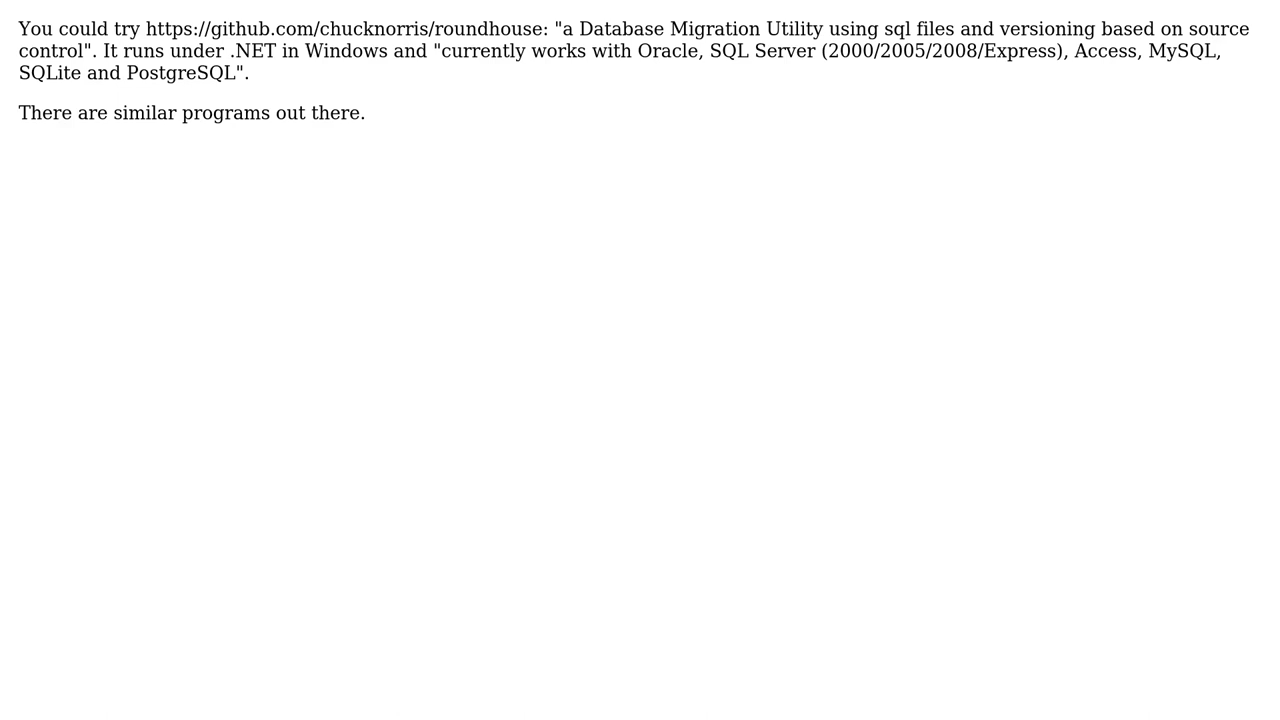 You could try https://github.com/chucknorris/roundhouse: "a Database Migration Utility using sql files and versioning based on source
control". It runs under .NET in Windows and "currently works with Oracle, SQL Server (2000/2005/2008/Express), Access, MySQL,
SQLite and PostgreSQL".
There are similar programs out there.